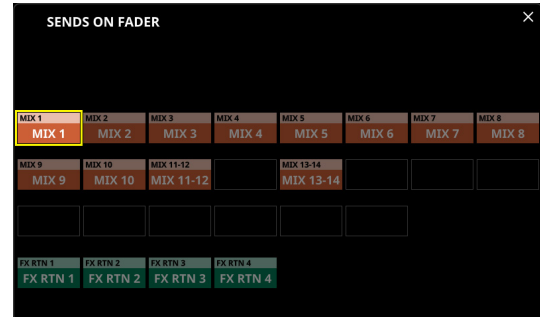 SENDS ON FADER
MIX 1 MIX 2 MIX 3 MIX 4 MIX 5 MIX 6 MIX 7 MIX 8
MIX 1 MIX 2 MIX 3 MIX 4 MIX 5 MIX 6 MIX 7 MIX 8
MIX 9 MIX 10 MIX 11-12 MIX 13-14
MIX 9 MIX 10 MIX 11-12 MIX 13-14
FX RTN 1 FX RTN 2 FX RTN 3 FX RTN 4
FX RTN 1 FX RTN 2 FX RTN 3 FX RTN 4